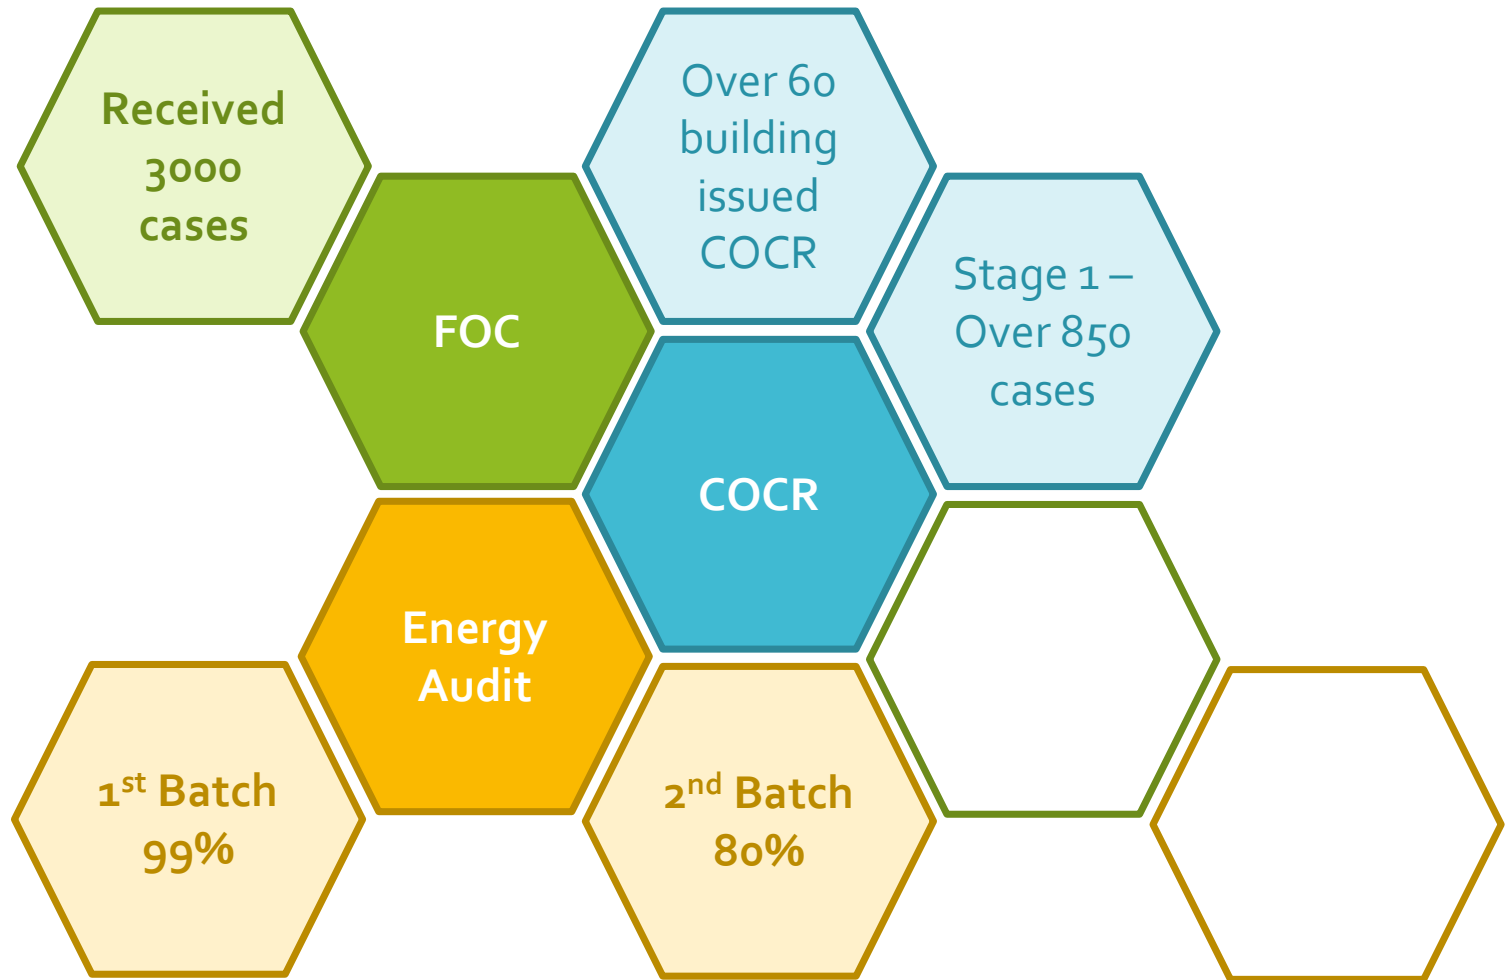 Received
3000
cases
FOC
Over 60
building
issued
COCR
Stage 1 –
Over 850
cases
COCR
Energy
Audit
1st Batch
99%
2nd Batch
80%